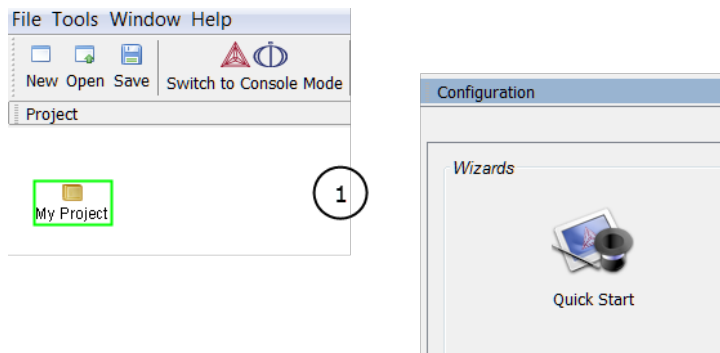 File Tools Window Help
New Open Save Switch to Console Mode
Project
My Project
1
Configuration
Wizards
Quick Start